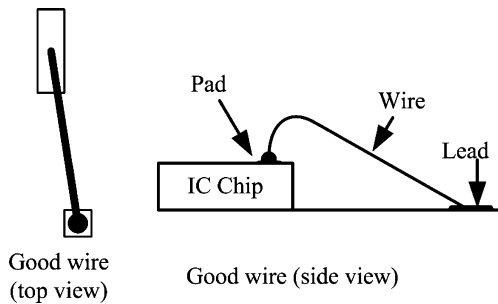 Pad
Wire
Lead
IC Chip
Good wire
(top view)
Good wire (side view)